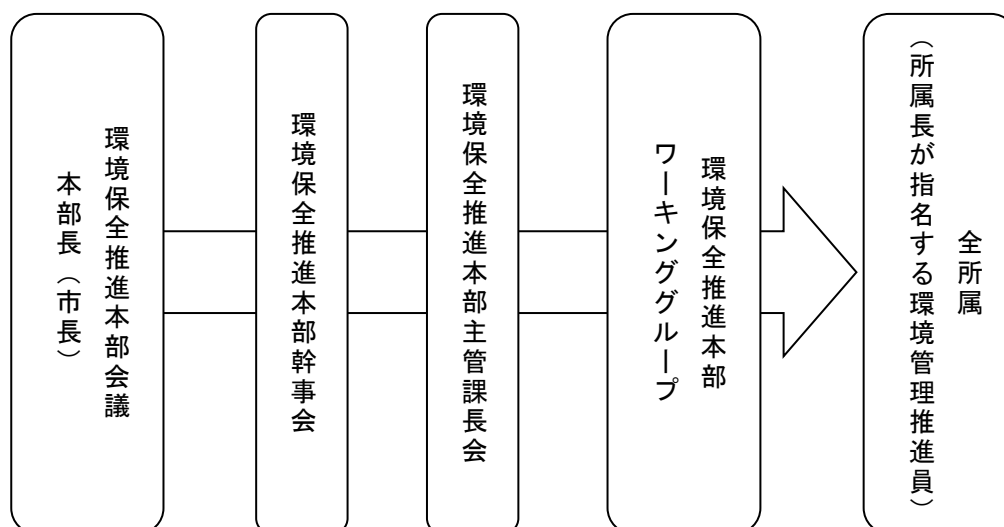 環境保全推進本部会議
本部長（市長）
環境保全推進本部幹事会
環境保全推進本部主管課長会
環境保全推進本部
ワーキンググループ
全所属
（所属長が指名する環境管理推進員）